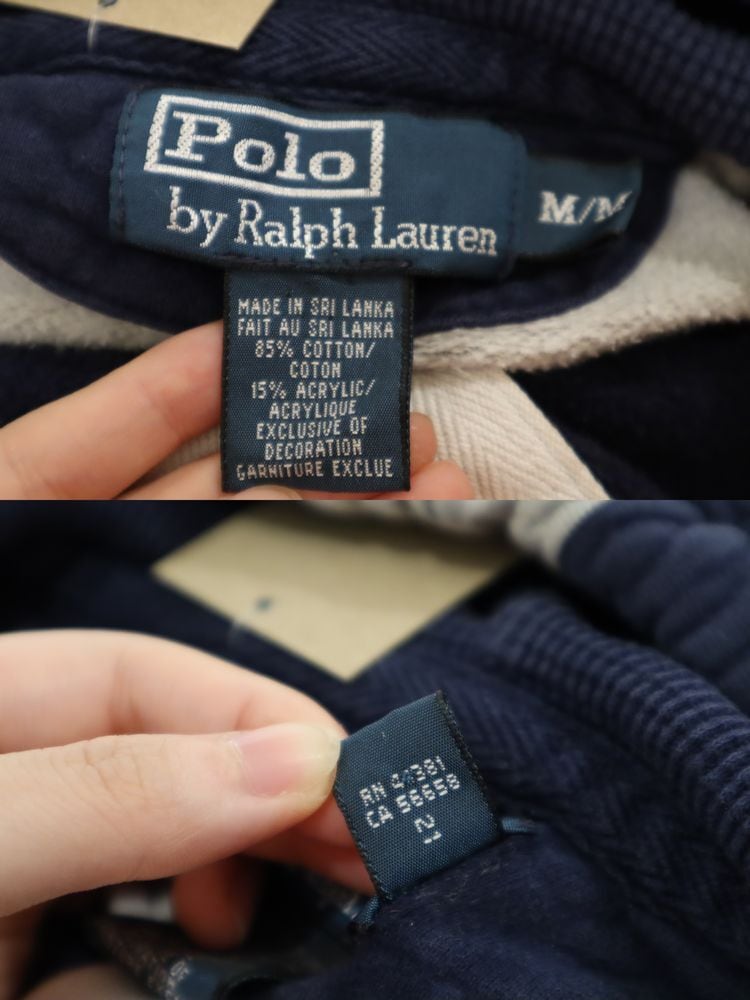 Polo
by Ralph Lauren
M/M
MADE IN SRI LANKA
FAIT AU SRI LANKA
85% COTTON/
COTON
15% ACRYLIC/
ACRYLIQUE
EXCLUSIVE OF
DECORATION
GARNITURE EXCLUE
RN 41381
CA 56658
21